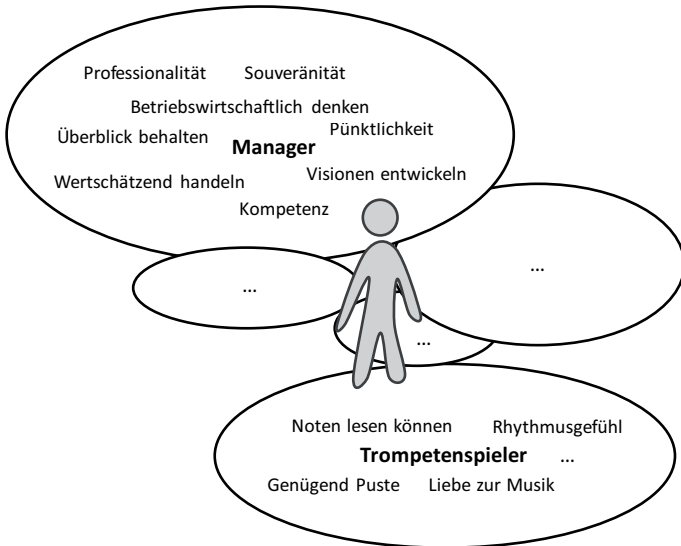 Professionalität Souveränität
Betriebswirtschaftlich denken
Überblick behalten Pünktlichkeit
Manager
Wertschätzend handeln Visionen entwickeln
Kompetenz
...
...
...
Noten lesen können Rhythmusgefühl
Trompetenspieler ...
Genügend Puste Liebe zur Musik